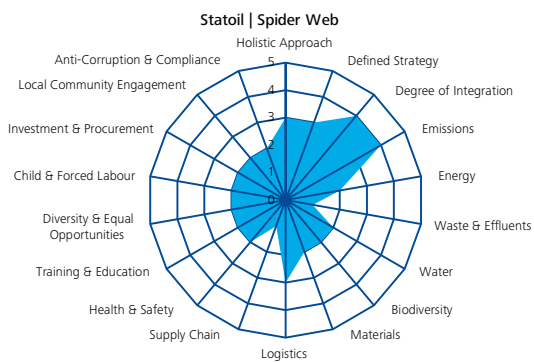 Statoil | Spider Web
Holistic Approach
Anti-Corruption & Compliance
Defined Strategy
Local Community Engagement
Degree of Integration
Investment & Procurement
Emissions
Child & Forced Labour
Energy
Diversity & Equal
Opportunities
Waste & Effluents
Training & Education
Water
Health & Safety
Biodiversity
Supply Chain
Materials
Logistics
5
4
3
2
1
0